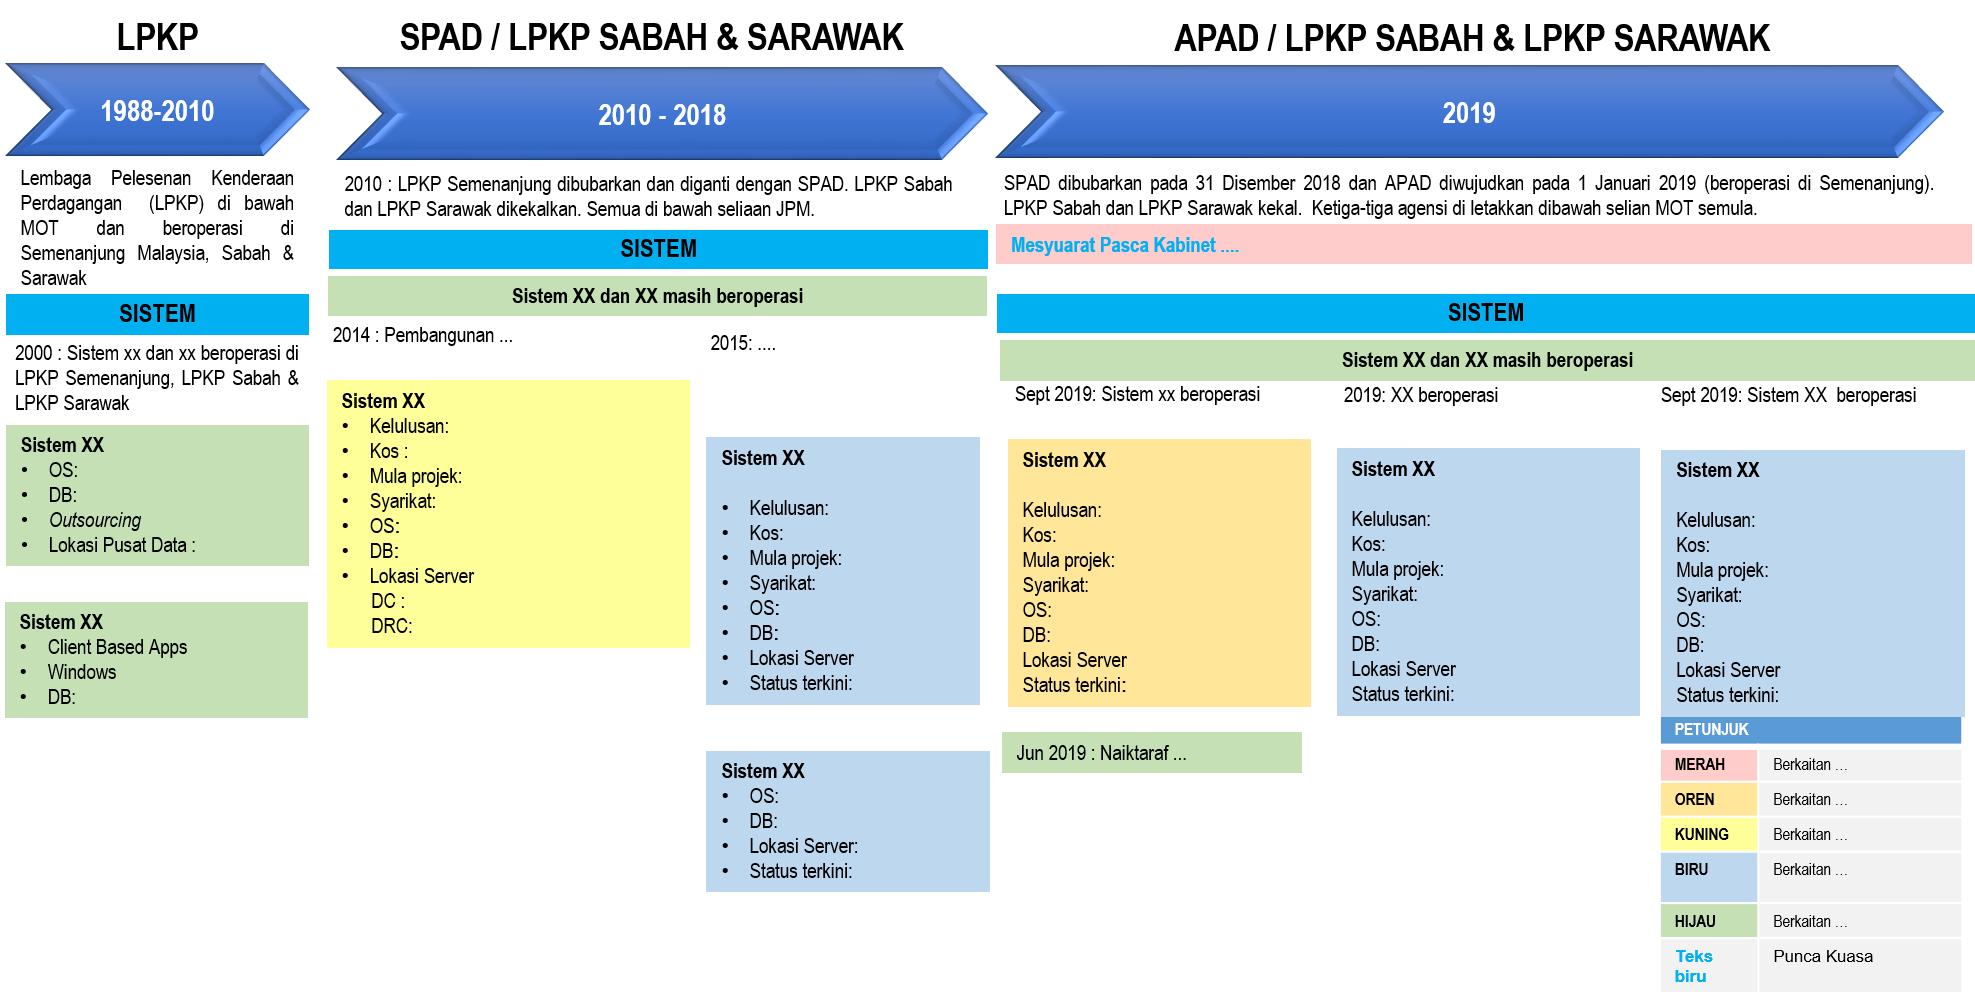 LPKP
1988-2010
Lembaga Pelesenan Kenderaan
Perdagangan (LPKP) di bawah
MOT dan beroperasi di
Semenanjung Malaysia, Sabah &
Sarawak
SISTEM
2000 : Sistem xx dan xx beroperasi di
LPKP Semenanjung, LPKP Sabah &
LPKP Sarawak
Sistem XX
• OS:
• DB:
• Outsourcing
• Lokasi Pusat Data :
Sistem XX
• Client Based Apps
• Windows
• DB:
SPAD / LPKP SABAH & SARAWAK
2010 - 2018
2010 : LPKP Semenanjung dibubarkan dan diganti dengan SPAD. LPKP Sabah
dan LPKP Sarawak dikekalkan. Semua di bawah seliaan JPM.
SISTEM
Sistem XX dan XX masih beroperasi
2014 : Pembangunan ...
Sistem XX
• Kelulusan:
• Kos :
• Mula projek:
• Syarikat:
• OS:
• DB:
• Lokasi Server
DC :
DRC:
2015: ....
Sistem XX
• Kelulusan:
• Kos:
• Mula projek:
• Syarikat:
• OS:
• DB:
• Lokasi Server
• Status terkini:
Sistem XX
• OS:
• DB:
• Lokasi Server:
• Status terkini:
APAD / LPKP SABAH & LPKP SARAWAK
2019
SPAD dibubarkan pada 31 Disember 2018 dan APAD diwujudkan pada 1 Januari 2019 (beroperasi di Semenanjung).
LPKP Sabah dan LPKP Sarawak kekal. Ketiga-tiga agensi di letakkan dibawah selian MOT semula.
Mesyuarat Pasca Kabinet ....
SISTEM
Sistem XX dan XX masih beroperasi
Sept 2019: Sistem xx beroperasi
Sistem XX
Kelulusan:
Kos:
Mula projek:
Syarikat:
OS:
DB:
Lokasi Server
Status terkini:
Jun 2019 : Naiktaraf ...
2019: XX beroperasi
Sistem XX
Kelulusan:
Kos:
Mula projek:
Syarikat:
OS:
DB:
Lokasi Server
Status terkini:
Sept 2019: Sistem XX beroperasi
Sistem XX
Kelulusan:
Kos:
Mula projek:
Syarikat:
OS:
DB:
Lokasi Server
Status terkini:
PETUNJUK
MERAH Berkaitan ...
OREN Berkaitan ...
KUNING Berkaitan ...
BIRU Berkaitan ...
HIJAU Berkaitan ...
Teks Punca Kuasa
biru